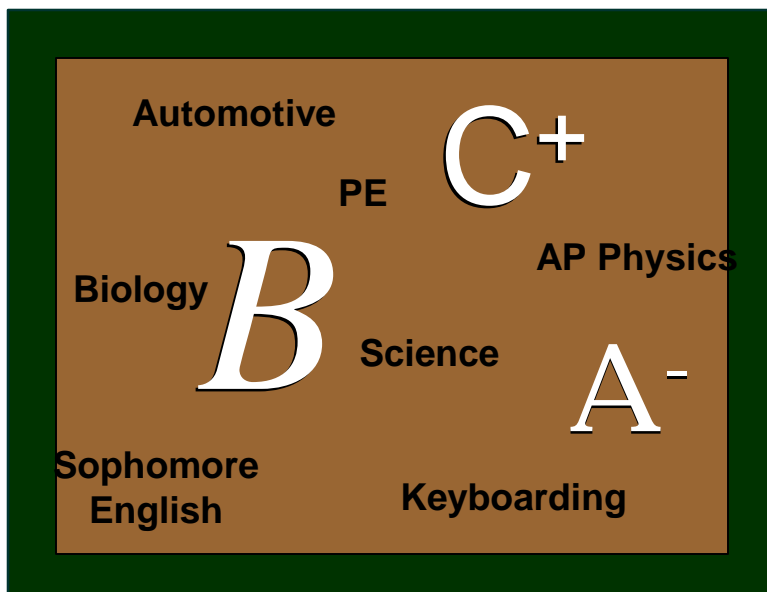 Automotive
C+
PE
AP Physics
Biology
B
Science
A-
Sophomore
English
Keyboarding